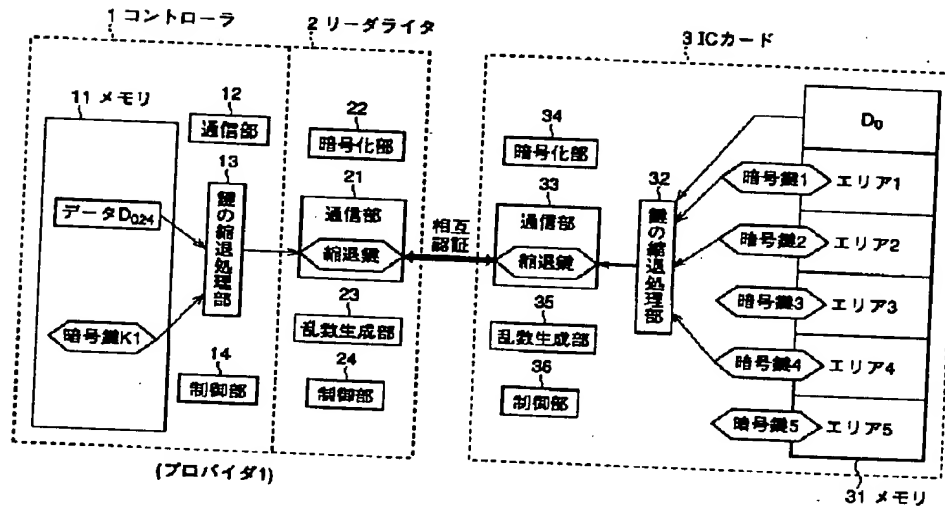 1 コントローラ
2 リーダライタ
3 ICカード
11 メモリ
12
通信部
13
鍵の縮退処理部
データD024
暗号鍵K1
14
制御部
(プロバイダ1)
22
暗号化部
21
通信部
縮退鍵
23
乱数生成部
24
制御部
相互
認証
34
暗号化部
33
通信部
縮退鍵
35
乱数生成部
36
制御部
32
鍵の縮退処理部
D0
暗号鍵1
エリア1
暗号鍵2
エリア2
暗号鍵3
エリア3
暗号鍵4
エリア4
暗号鍵5
エリア5
31 メモリ